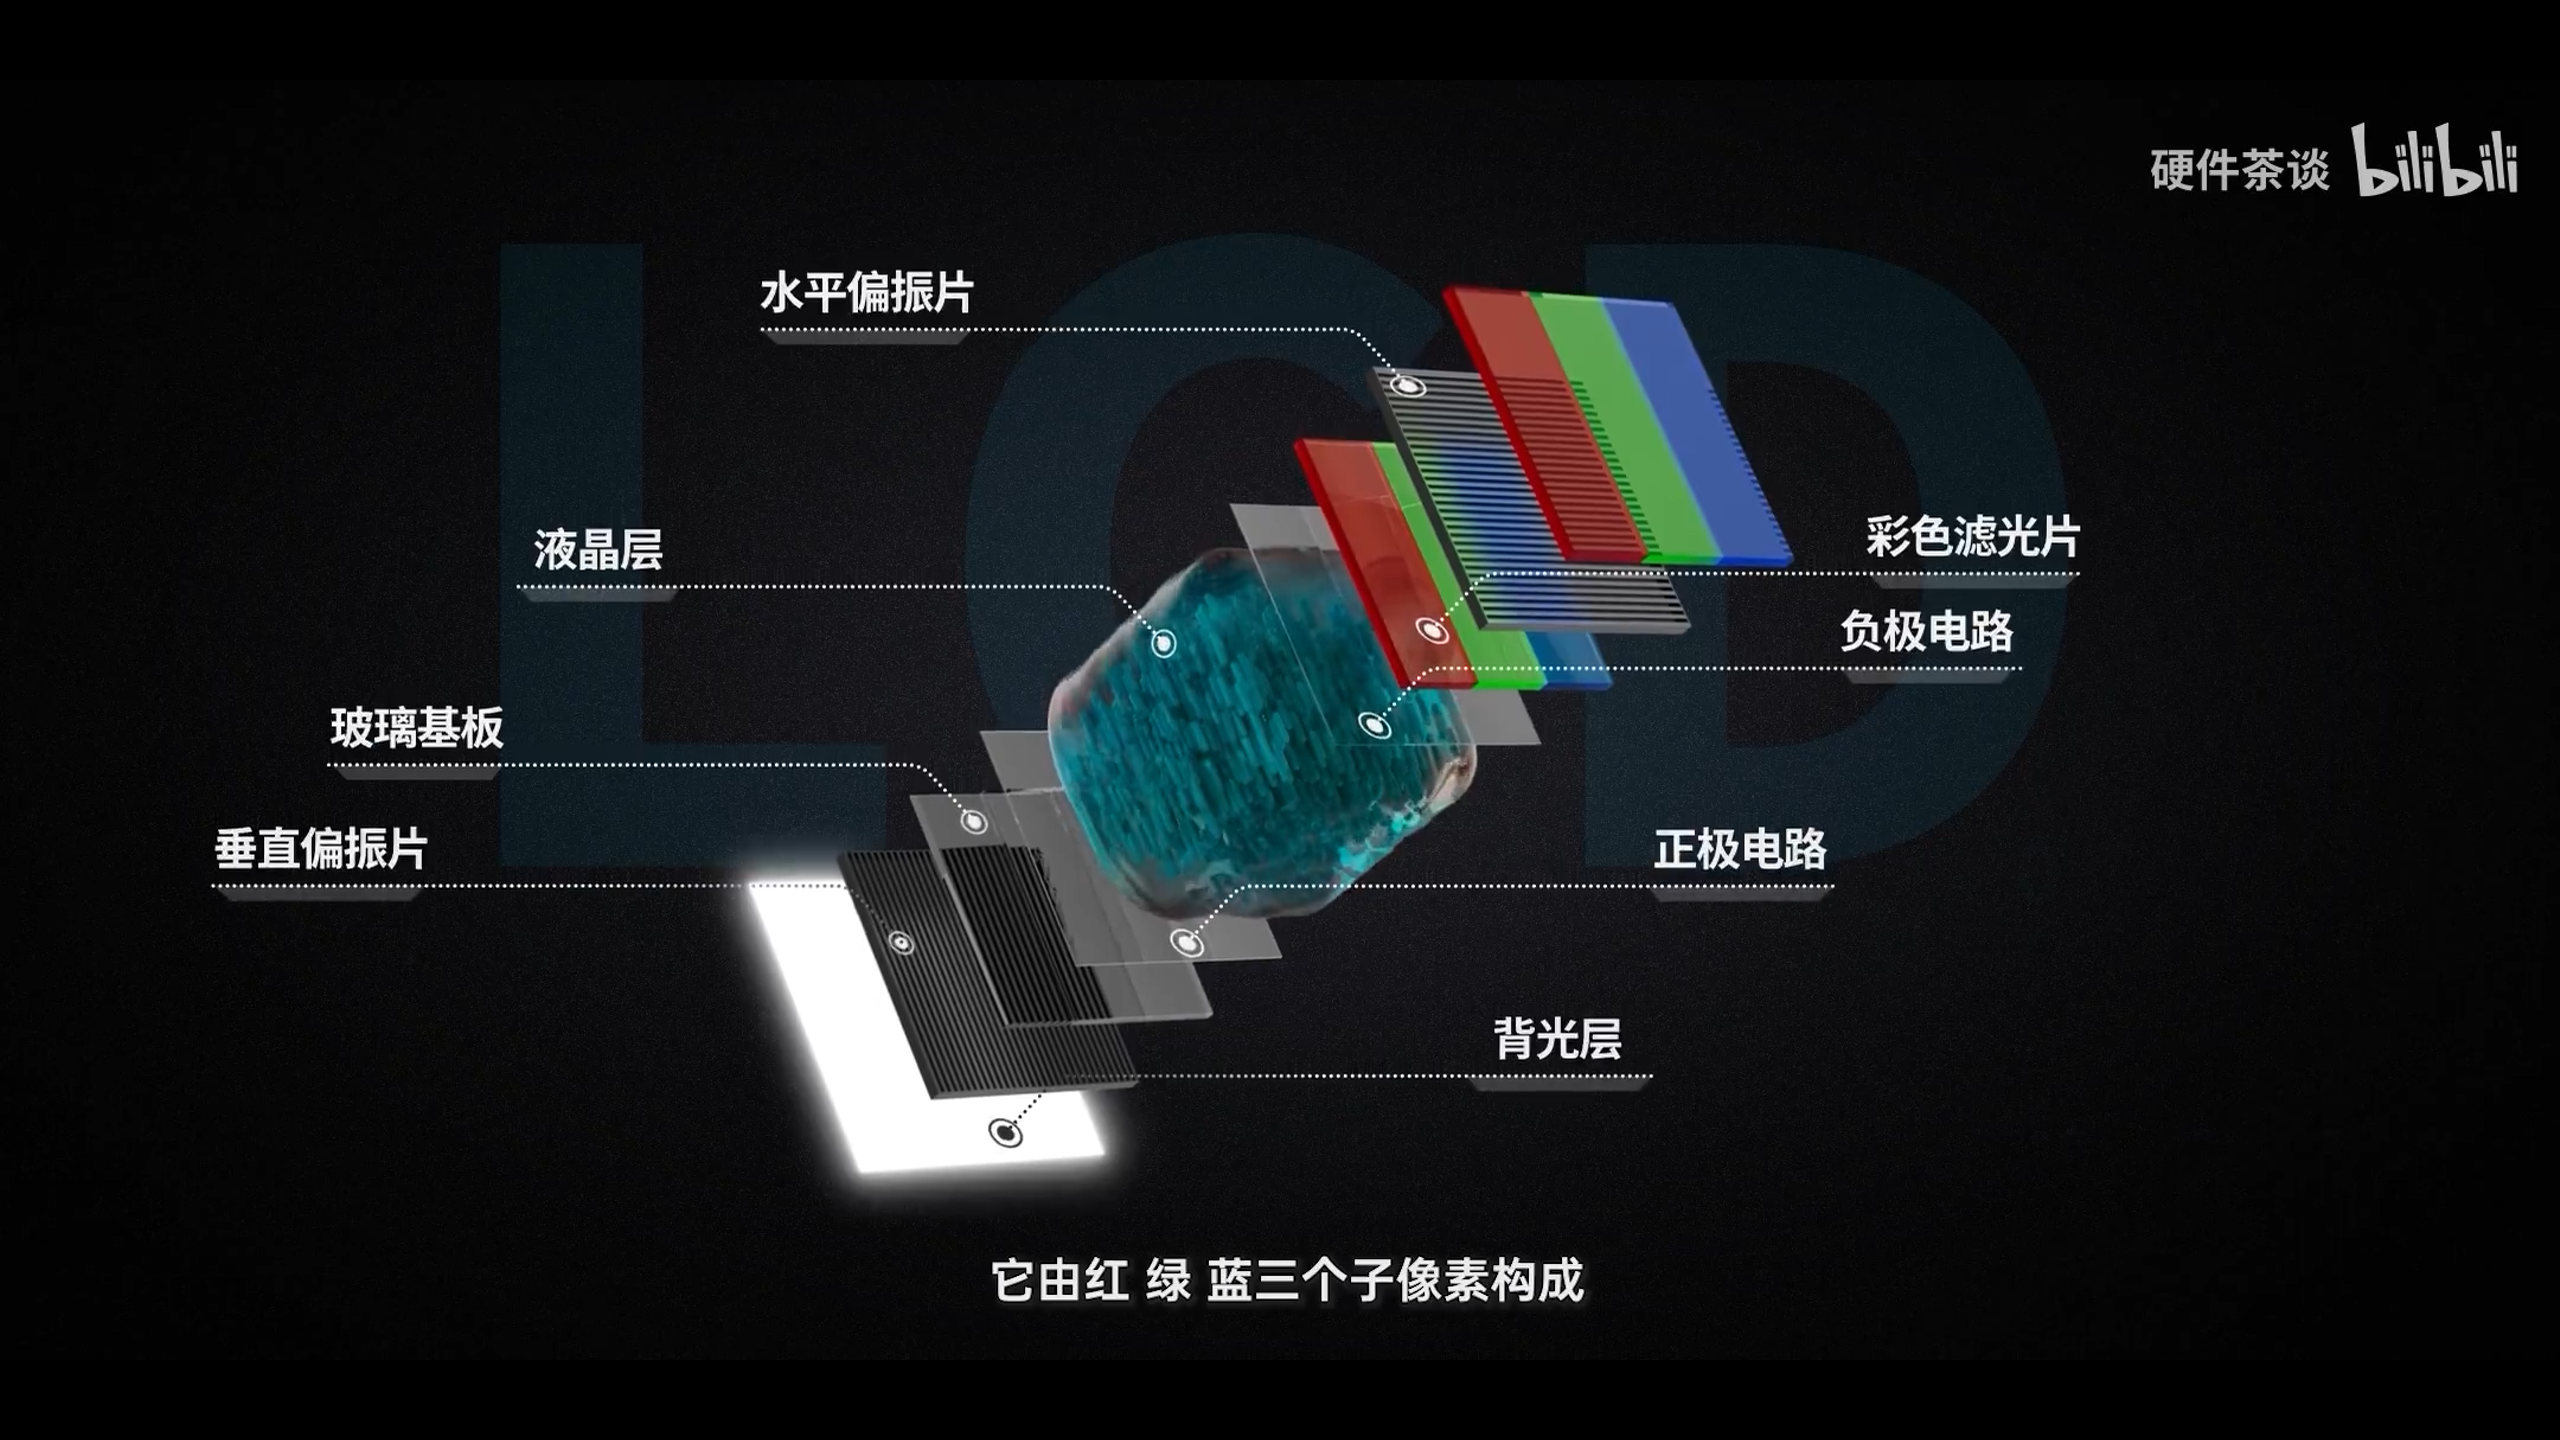 硬件茶谈 bilibili
LCD
水平偏振片
彩色滤光片
液晶层
负极电路
玻璃基板
垂直偏振片
正极电路
背光层
它由红 绿 蓝三个子像素构成